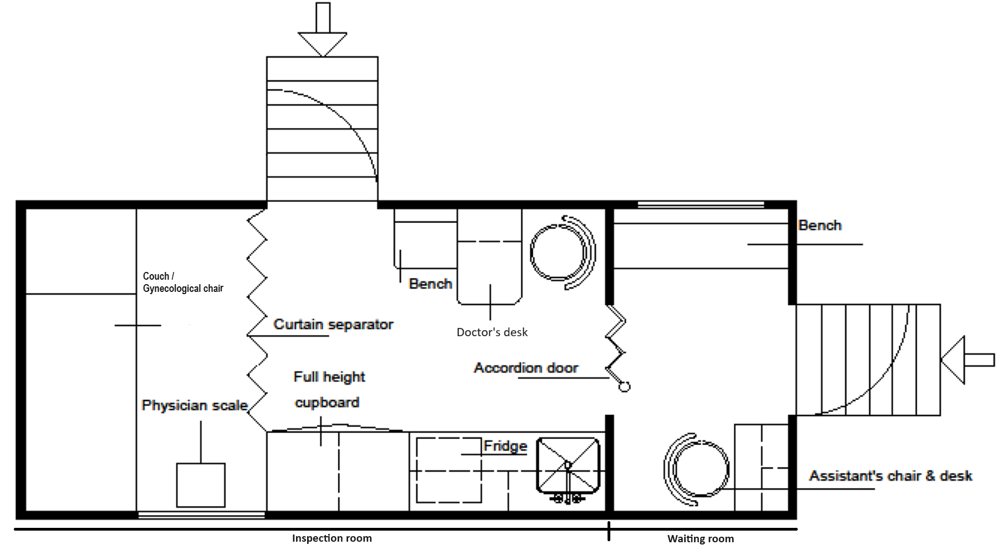 Bench
Couch /
Gynecological chair
Bench
Curtain separator
Doctor's desk
Accordion door
Full height
cupboard
Physician scale
Fridge
Assistant's chair & desk
Inspection room
Waiting room